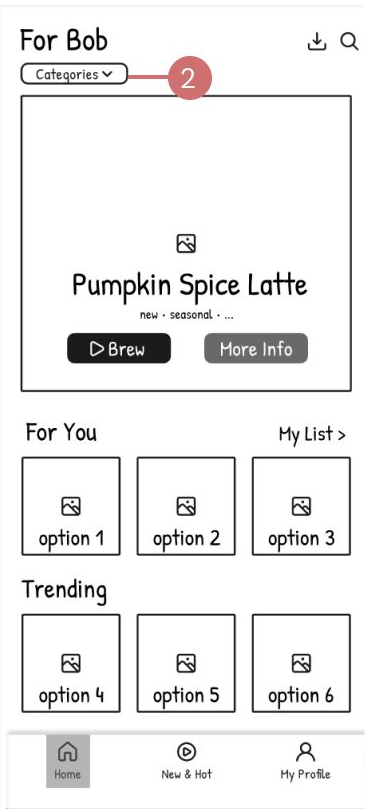 For Bob
Categories
2
Pumpkin Spice Latte
new · seasonal · ...
Brew
More Info
For You
My List >
option 1
option 2
option 3
Trending
option 4
option 5
option 6
Home
New & Hot
My Profile